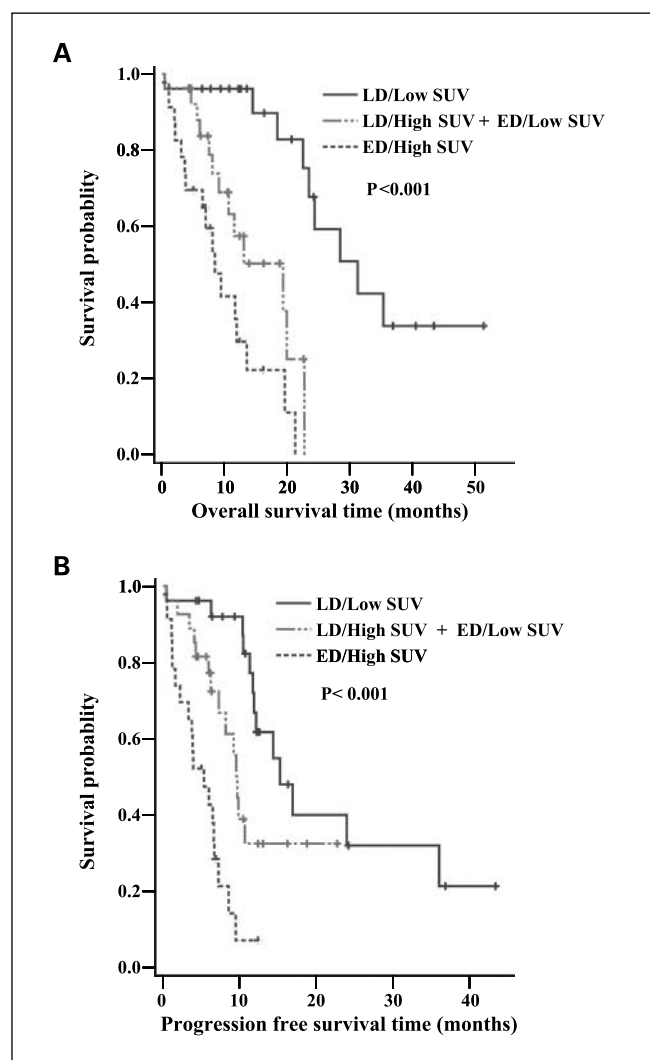 A
1.0
0.8
0.6
0.4
0.2
0.0
Survival probablity
LD/Low SUV
LD/High SUV + ED/Low SUV
ED/High SUV
P<0.001
0 10 20 30 40 50
Overall survival time (months)
B
1.0
0.8
0.6
0.4
0.2
0.0
Survival probablity
LD/Low SUV
LD/High SUV + ED/Low SUV
ED/High SUV
P< 0.001
0 10 20 30 40
Progression free survival time (months)